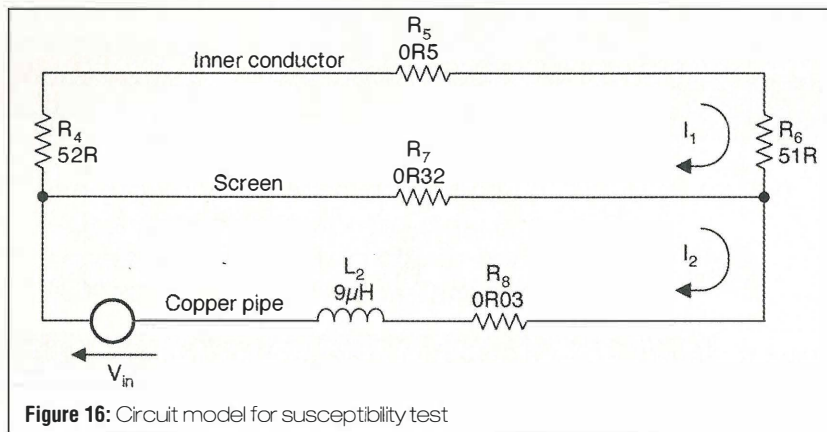 R5
0R5
Inner conductor
R4
52R
I1
R6
51R
R7
0R32
Screen
I2
L2
9µH
R8
0R03
Copper pipe
Vin
Figure 16: Circuit model for susceptibility test